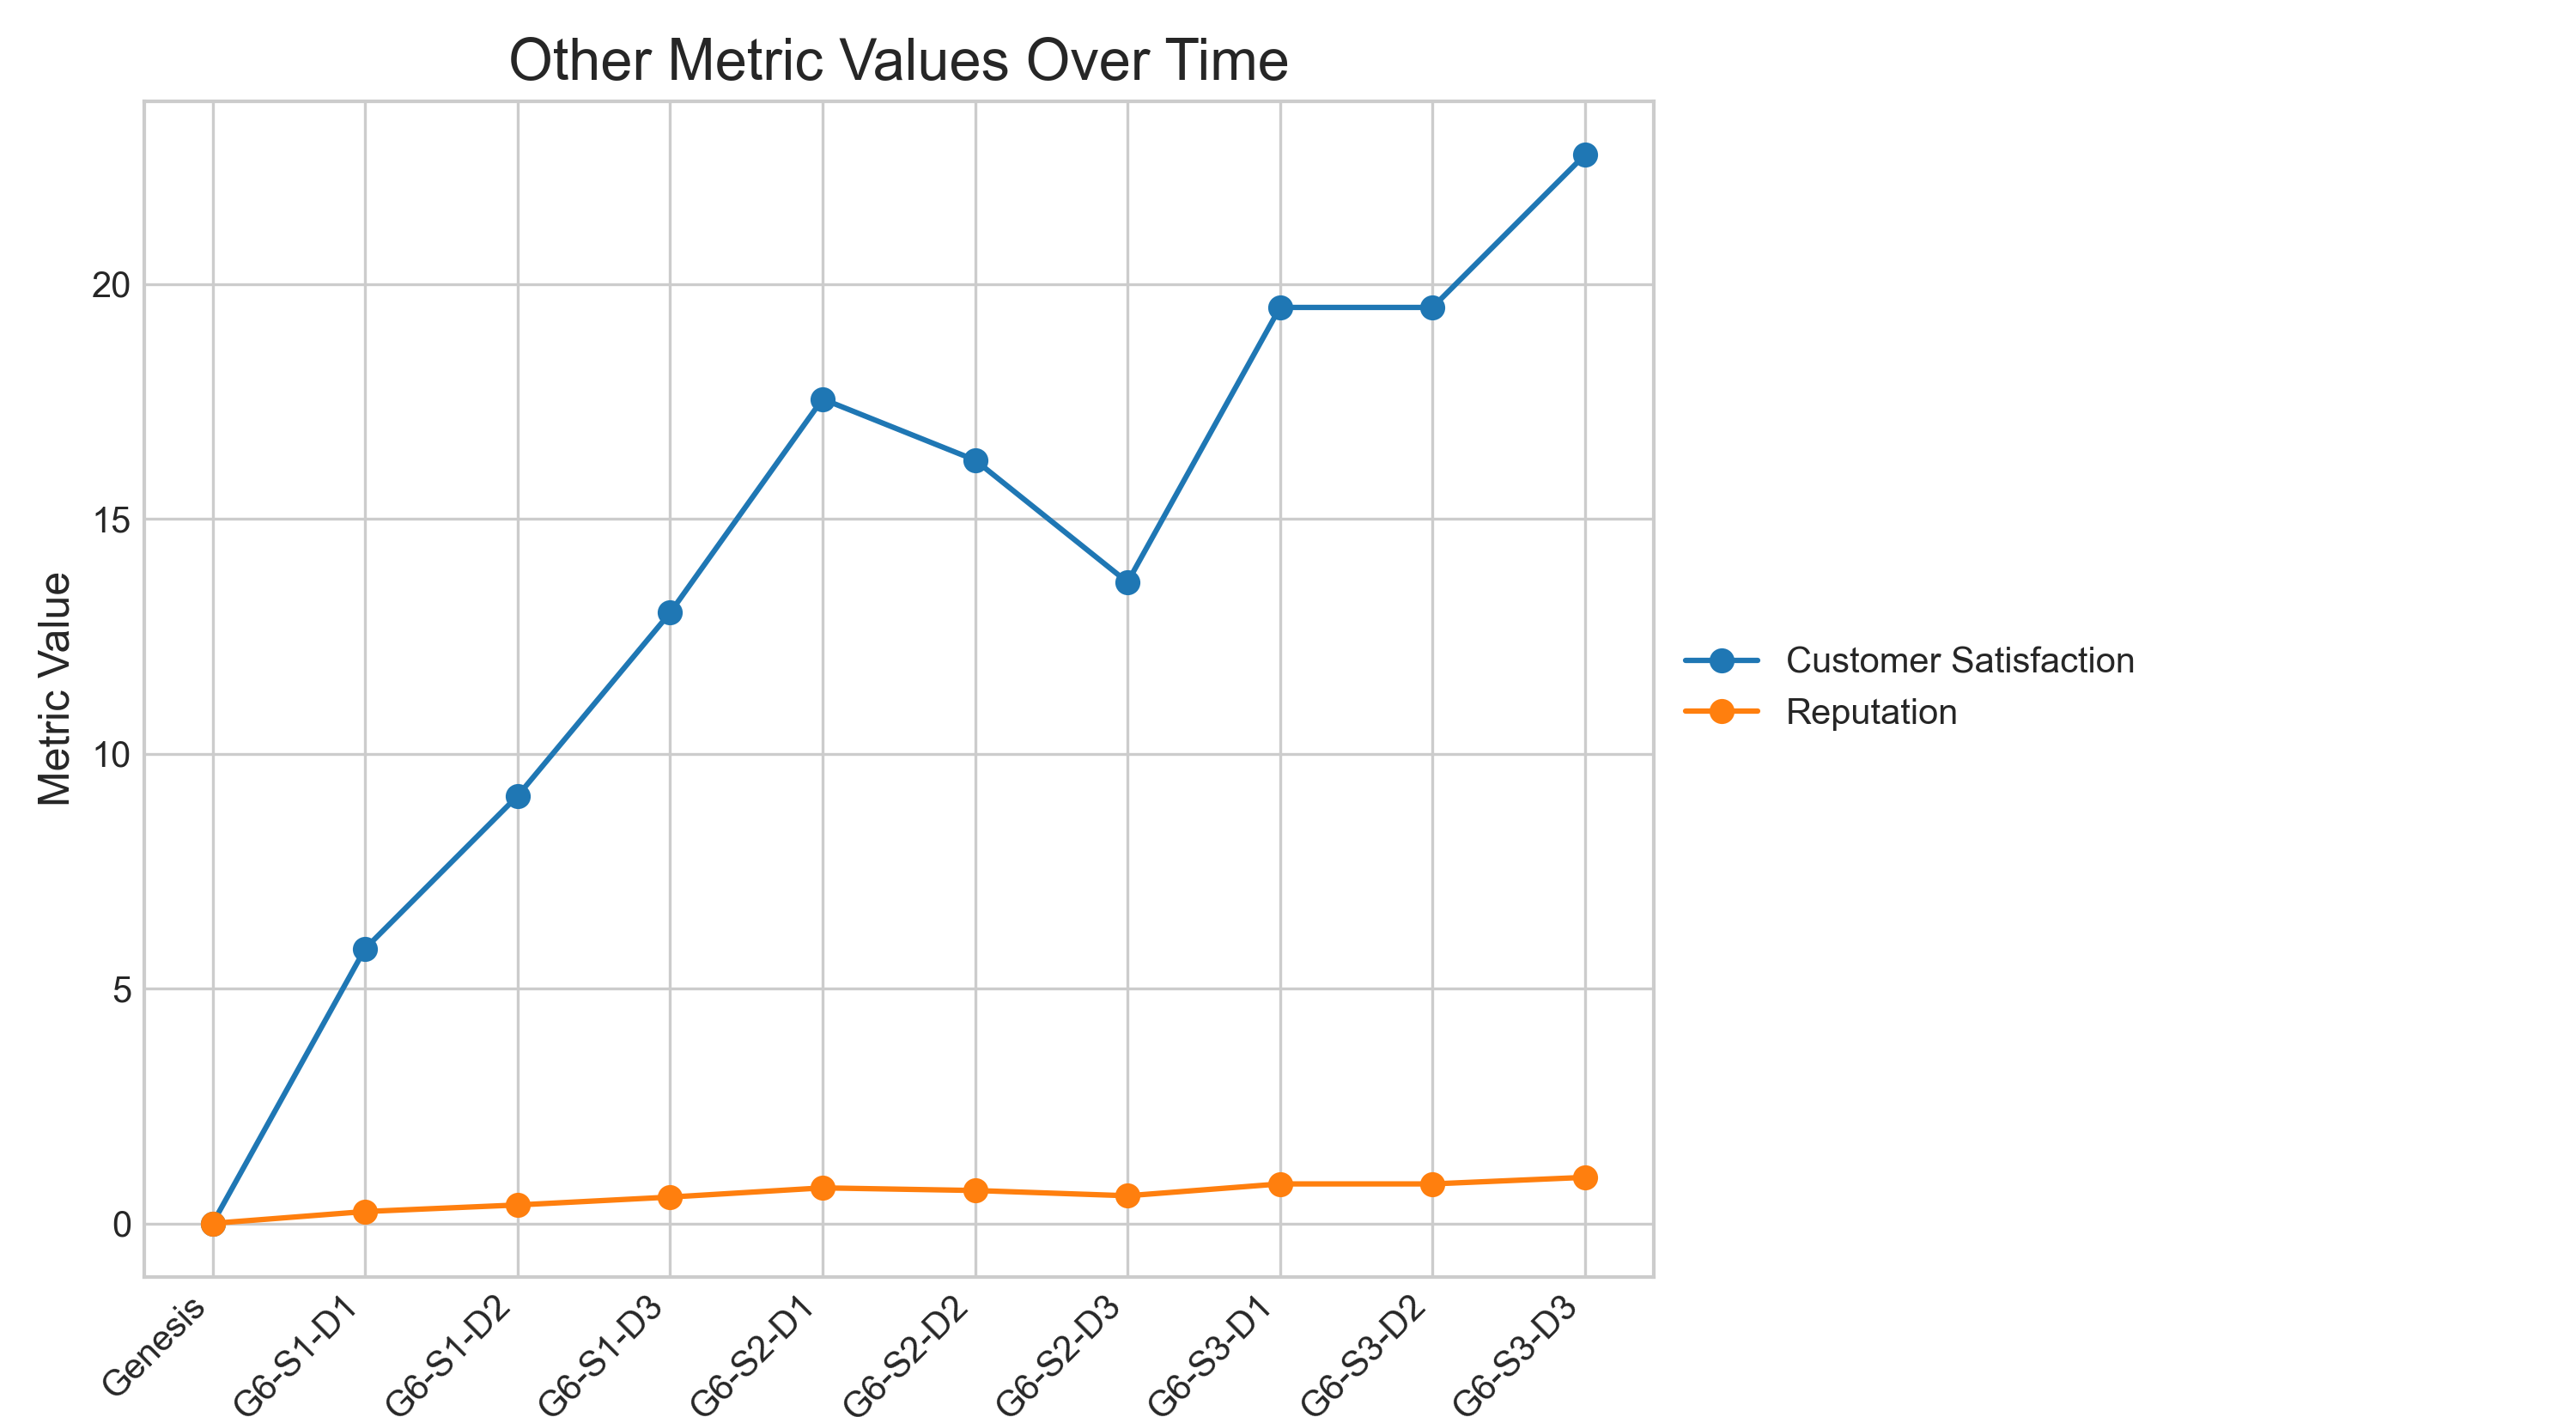 Other Metric Values Over Time
Metric Value
20
15
10
5
0
Genesis
G6-S1-D1
G6-S1-D2
G6-S1-D3
G6-S2-D1
G6-S2-D2
G6-S2-D3
G6-S3-D1
G6-S3-D2
G6-S3-D3
Customer Satisfaction
Reputation